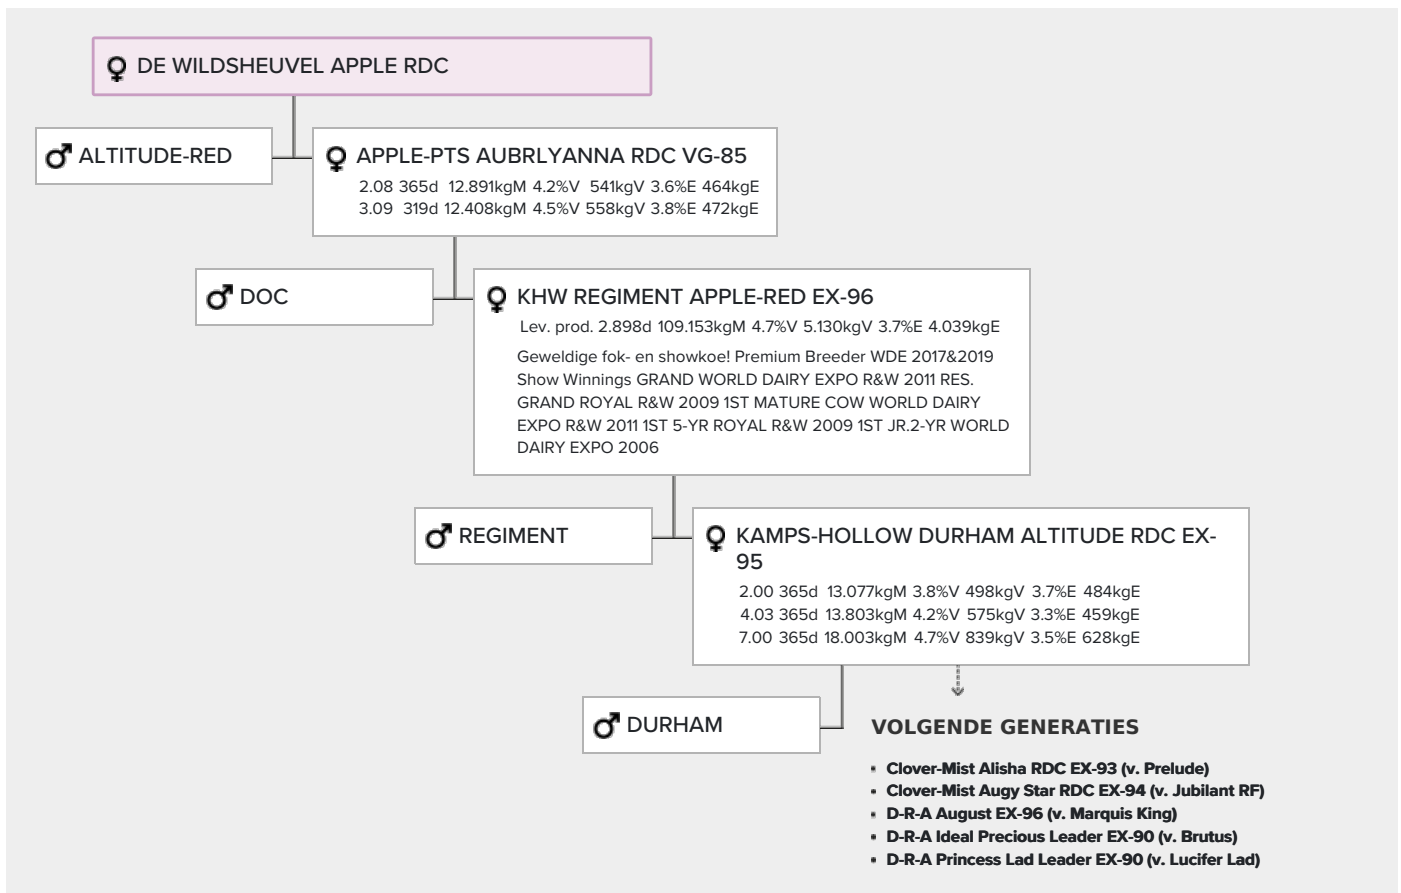 DE WILDSHEUVEL APPLE RDC
ALTITUDE-RED
APPLE-PTS AUBRLYANNA RDC VG-85
2.08 365d 12.891kgM 4.2%V 541kgV 3.6%E 464kgE
3.09 319d 12.408kgM 4.5%V 558kgV 3.8%E 472kgE
DOC
KHW REGIMENT APPLE-RED EX-96
Lev. prod. 2.898d 109.153kgM 4.7%V 5.130kgV 3.7%E 4.039kgE
Geweldige fok- en showkoe! Premium Breeder WDE 2017&2019
Show Winnings GRAND WORLD DAIRY EXPO R&W 2011 RES.
GRAND ROYAL R&W 2009 1ST MATURE COW WORLD DAIRY
EXPO R&W 2011 1ST 5-YR ROYAL R&W 2009 1ST JR.2-YR WORLD
DAIRY EXPO 2006
REGIMENT
KAMPS-HOLLOW DURHAM ALTITUDE RDC EX-
95
2.00 365d 13.077kgM 3.8%V 498kgV 3.7%E 484kgE
4.03 365d 13.803kgM 4.2%V 575kgV 3.3%E 459kgE
7.00 365d 18.003kgM 4.7%V 839kgV 3.5%E 628kgE
DURHAM
VOLGENDE GENERATIES
Clover-Mist Alisha RDC EX-93 (v. Prelude)
Clover-Mist Augy Star RDC EX-94 (v. Jubilant RF)
D-R-A August EX-96 (v. Marquis King)
D-R-A Ideal Precious Leader EX-90 (v. Brutus)
D-R-A Princess Lad Leader EX-90 (v. Lucifer Lad)